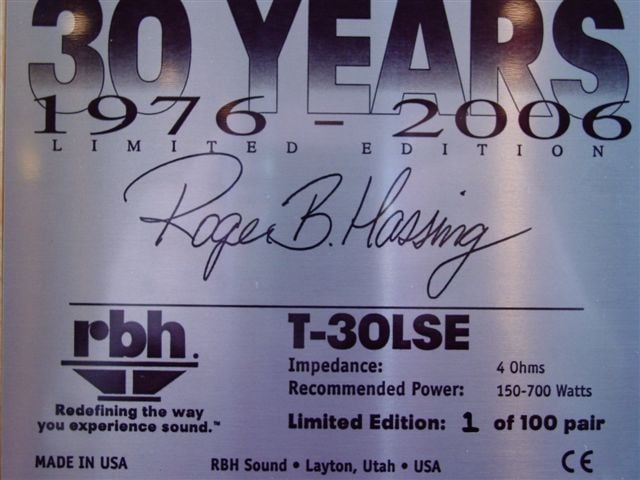 30 YEARS
1976 - 2006
LIMITED EDITION
Roger B. Hassing
rbh.
T-30LSE
Impedance: 4 Ohms
Recommended Power: 150-700 Watts
Redefining the way
you experience sound.™
Limited Edition: 1 of 100 pair
MADE IN USA
RBH Sound • Layton, Utah • USA
CE